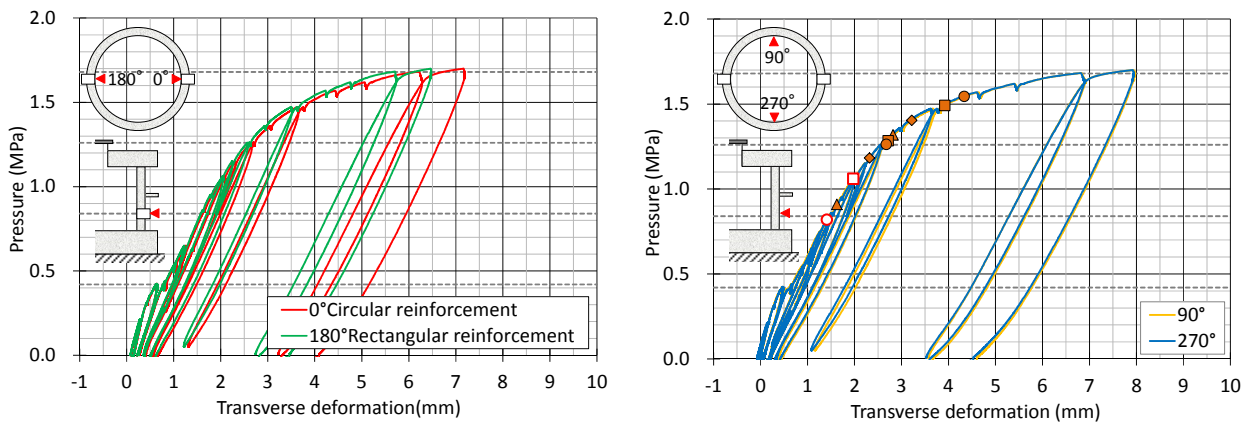 2.0
1.5
1.0
0.5
0.0
Pressure (MPa)
180° 0°
0°Circular reinforcement
180°Rectangular reinforcement
-1 0 1 2 3 4 5 6 7 8 9 10
Transverse deformation(mm)
2.0
1.5
1.0
0.5
0.0
Pressure (MPa)
90°
270°
90°
270°
-1 0 1 2 3 4 5 6 7 8 9 10
Transverse deformation (mm)